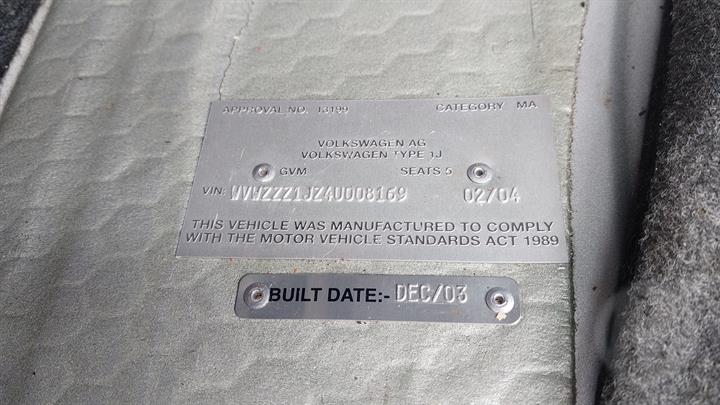 APPROVAL NO. 13199 CATEGORY MA
VOLKSWAGEN AG
VOLKSWAGEN TYPE 1J
GVM SEATS 5
VIN: WVWZZZ1JZ4U008169 02/04
THIS VEHICLE WAS MANUFACTURED TO COMPLY
WITH THE MOTOR VEHICLE STANDARDS ACT 1989
BUILT DATE:- DEC/03